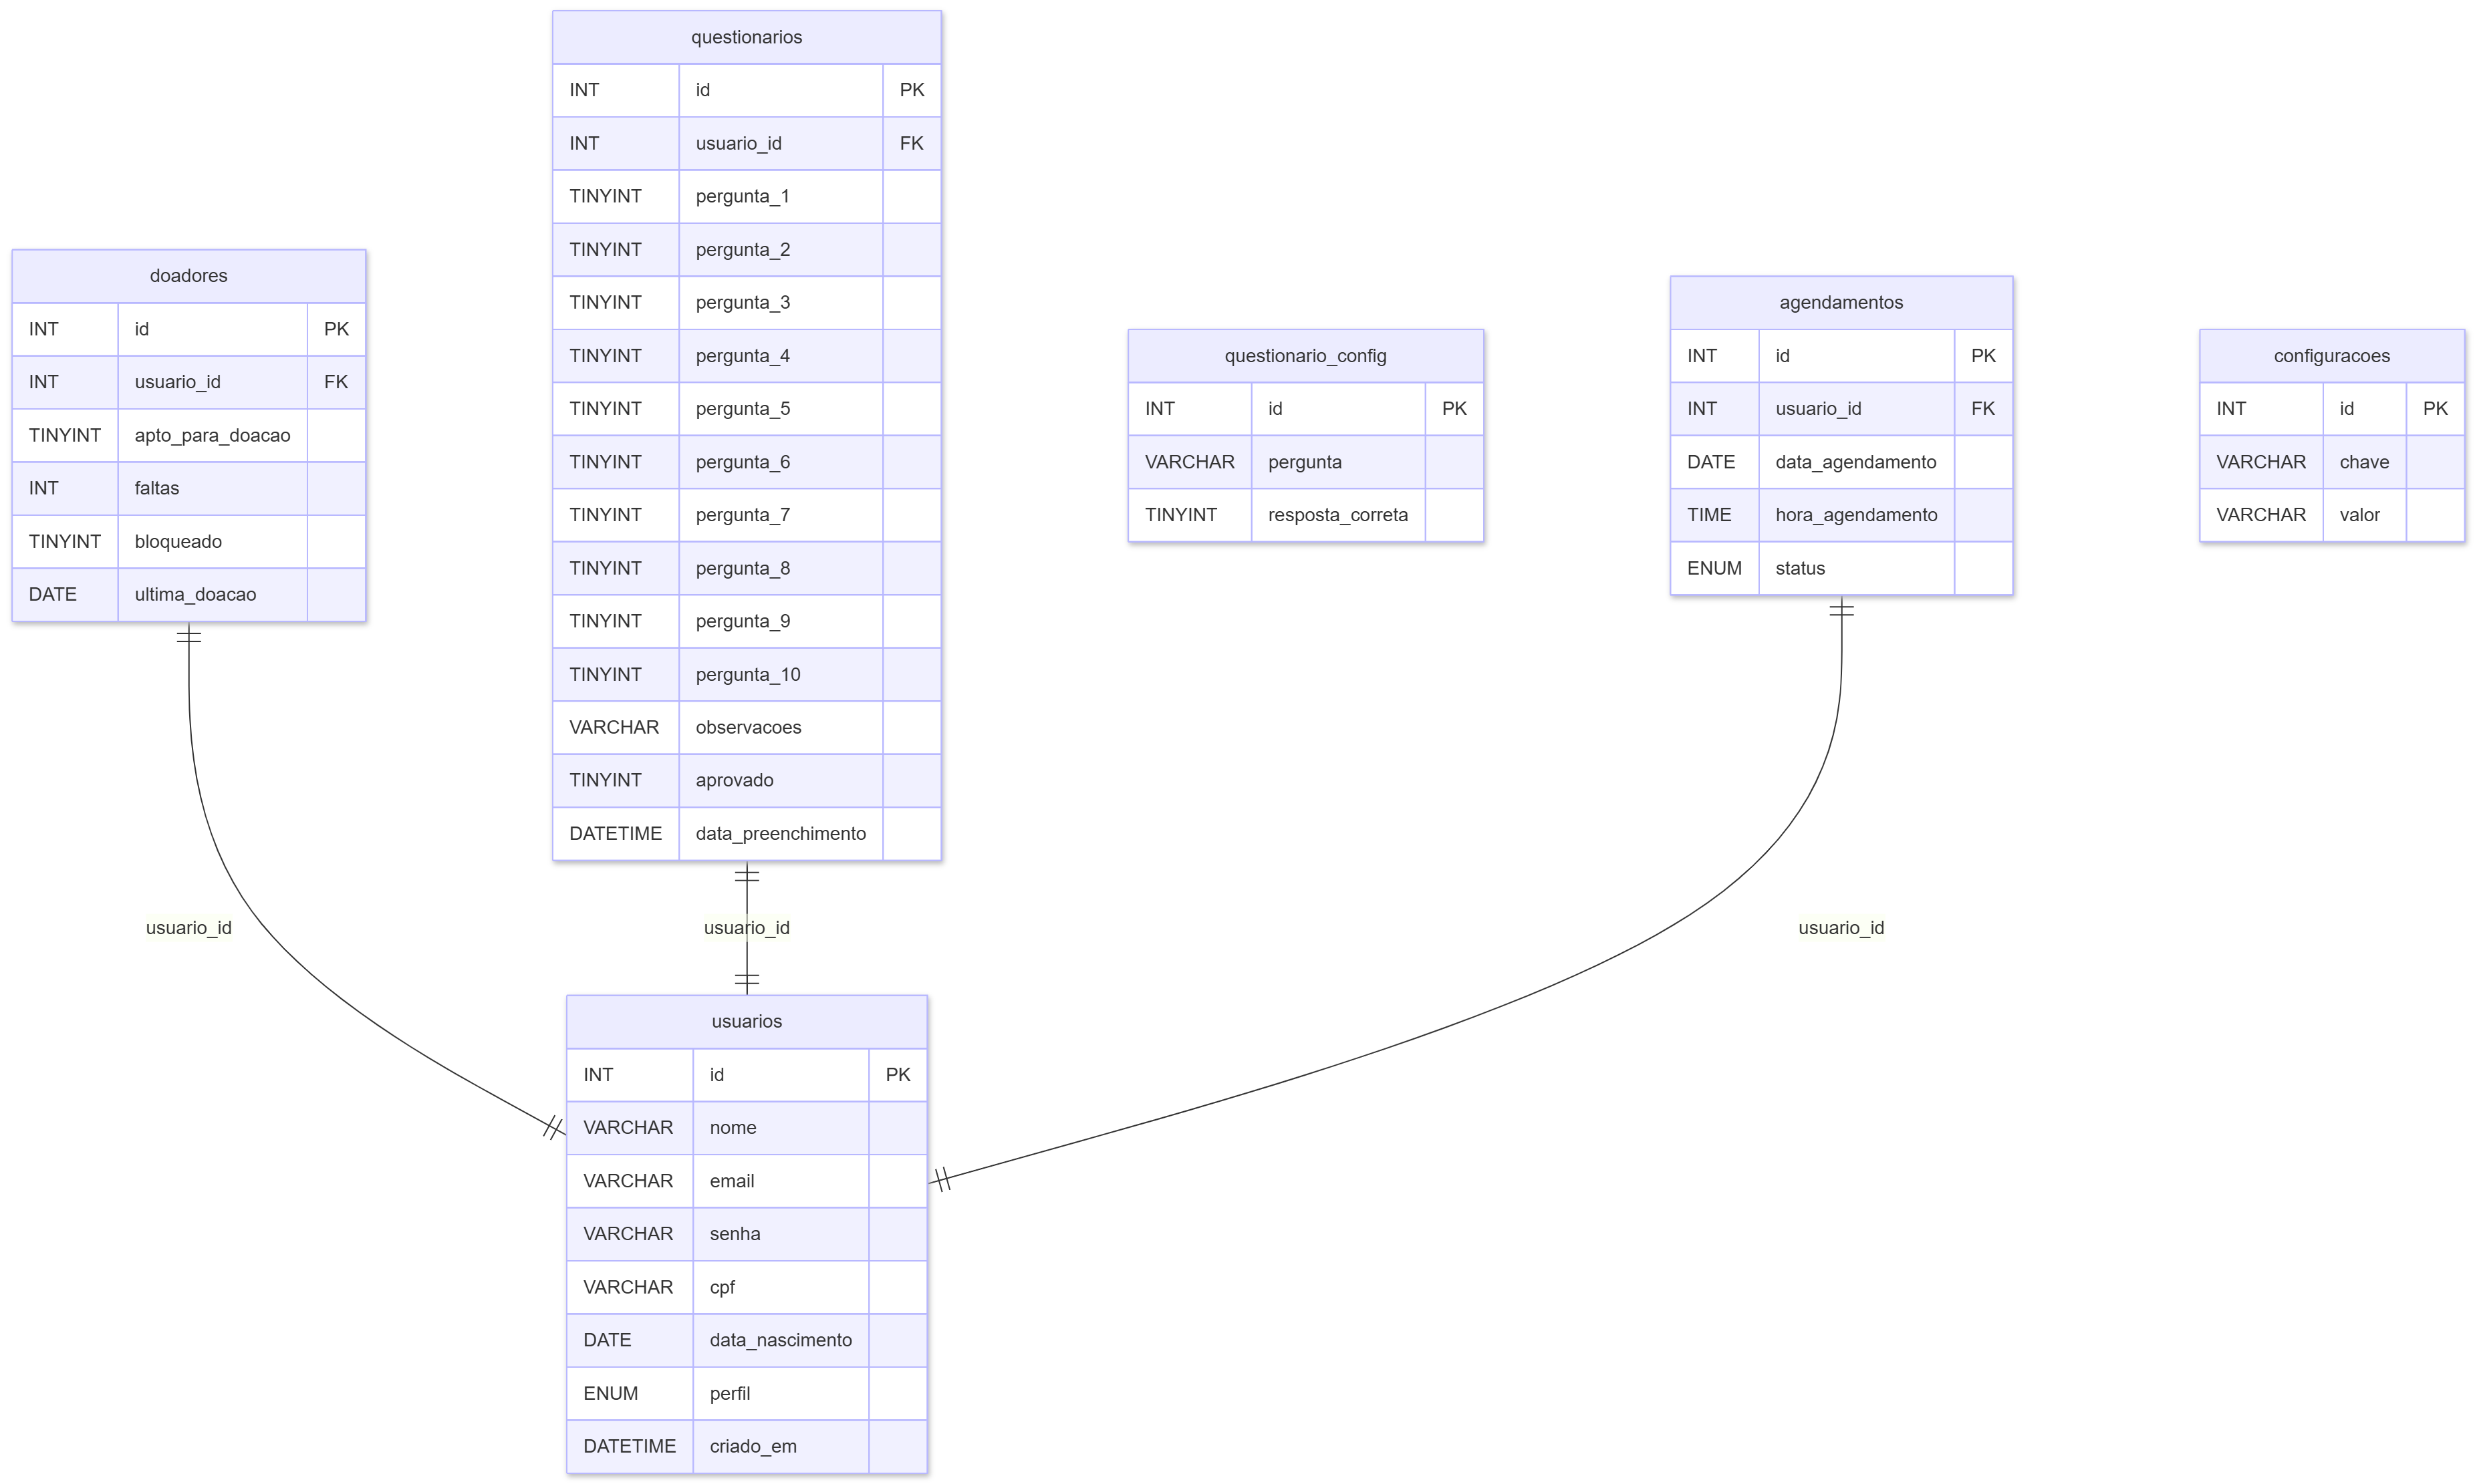 questionarios
INT id PK
INT usuario_id FK
TINYINT pergunta_1
TINYINT pergunta_2
TINYINT pergunta_3
TINYINT pergunta_4
TINYINT pergunta_5
TINYINT pergunta_6
TINYINT pergunta_7
TINYINT pergunta_8
TINYINT pergunta_9
TINYINT pergunta_10
VARCHAR observacoes
TINYINT aprovado
DATETIME data_preenchimento
doadores
INT id PK
INT usuario_id FK
TINYINT apto_para_doacao
INT faltas
TINYINT bloqueado
DATE ultima_doacao
questionario_config
INT id PK
VARCHAR pergunta
TINYINT resposta_correta
agendamentos
INT id PK
INT usuario_id FK
DATE data_agendamento
TIME hora_agendamento
ENUM status
configuracoes
INT id PK
VARCHAR chave
VARCHAR valor
usuario_id
usuario_id
usuario_id
usuarios
INT id PK
VARCHAR nome
VARCHAR email
VARCHAR senha
VARCHAR cpf
DATE data_nascimento
ENUM perfil
DATETIME criado_em